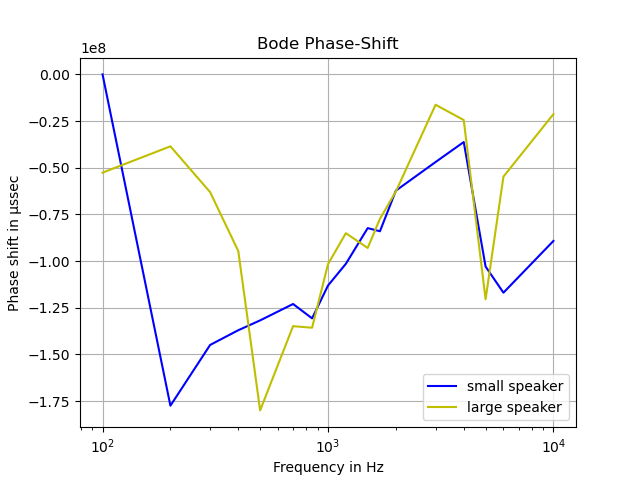 Bode Phase-Shift
1e8
0.00
−0.25
−0.50
−0.75
−1.00
−1.25
−1.50
−1.75
Phase shift in µssec
10²
10³
10⁴
Frequency in Hz
small speaker
large speaker